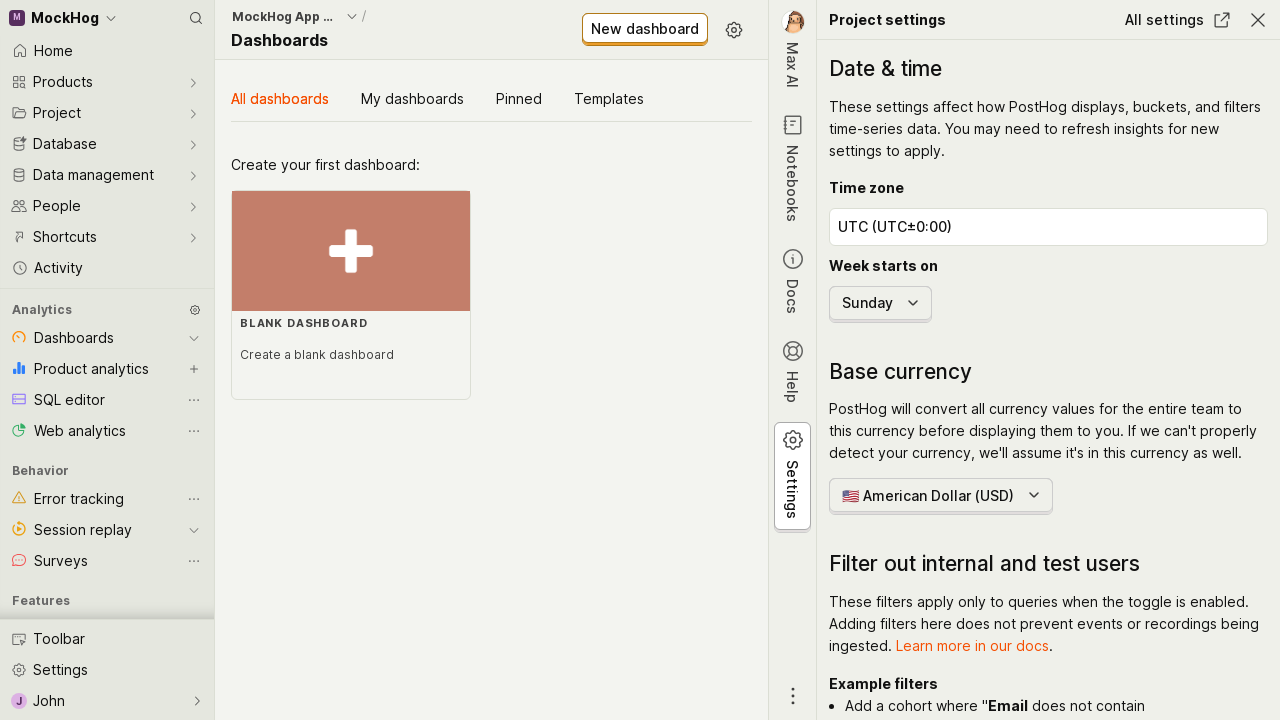 M MockHog
Home
Products
Project
Database
Data management
People
Shortcuts
Activity
Analytics
Dashboards
Product analytics
SQL editor
Web analytics
Behavior
Error tracking
Session replay
Surveys
Features
Toolbar
Settings
J John
MockHog App ... /
Dashboards
New dashboard
All dashboards My dashboards Pinned Templates
Create your first dashboard:
BLANK DASHBOARD
Create a blank dashboard
Max AI
Notebooks
Docs
Help
Settings
Project settings All settings
Date & time
These settings affect how PostHog displays, buckets, and filters
time-series data. You may need to refresh insights for new
settings to apply.
Time zone
UTC (UTC±0:00)
Week starts on
Sunday
Base currency
PostHog will convert all currency values for the entire team to
this currency before displaying them to you. If we can't properly
detect your currency, we'll assume it's in this currency as well.
🇺🇸 American Dollar (USD)
Filter out internal and test users
These filters apply only to queries when the toggle is enabled.
Adding filters here does not prevent events or recordings being
ingested. Learn more in our docs.
Example filters
• Add a cohort where "Email does not contain